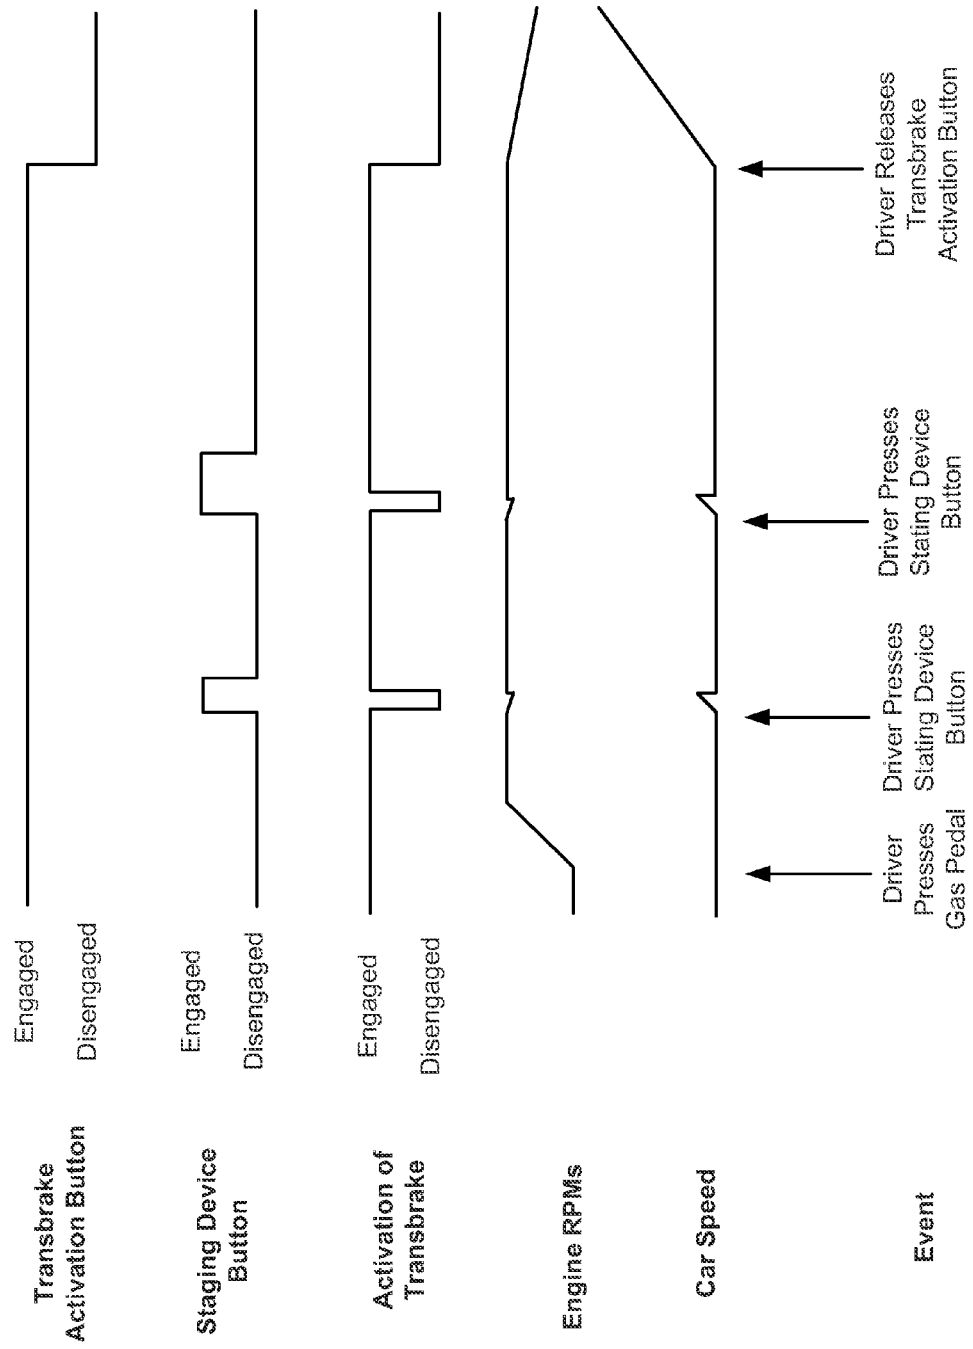 Transbrake
Activation Button
Engaged
Disengaged
Staging Device
Button
Engaged
Disengaged
Activation of
Transbrake
Engaged
Disengaged
Engine RPMs
Car Speed
Event
Driver
Presses
Gas Pedal
Driver Presses
Stating Device
Button
Driver Presses
Stating Device
Button
Driver Releases
Transbrake
Activation Button